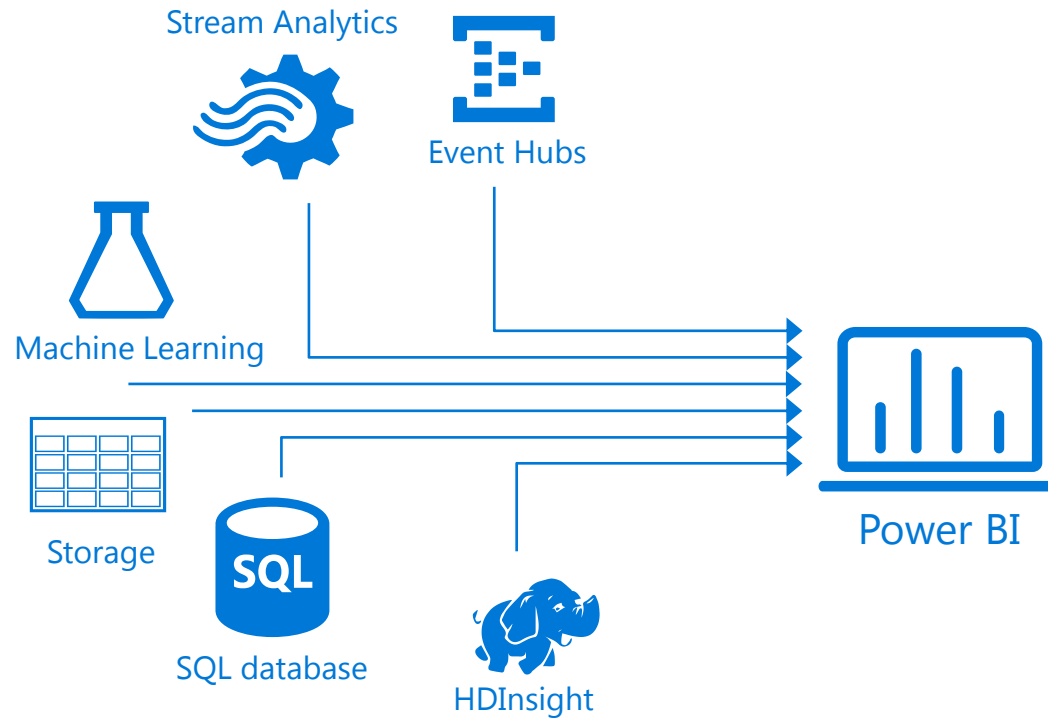 Stream Analytics
Event Hubs
Machine Learning
Storage
SQL
SQL database
HDInsight
Power BI